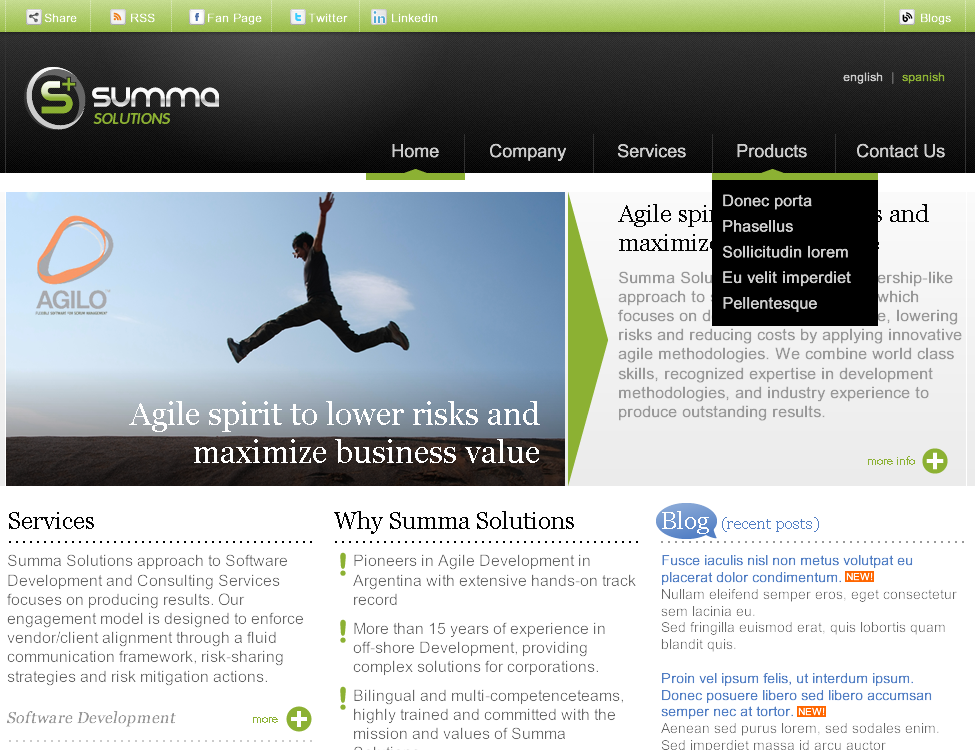 Share
RSS
Fan Page
Twitter
Linkedin
Blogs
summa
SOLUTIONS
english | spanish
Home
Company
Services
Products
Contact Us
Donec porta
Phasellus
Sollicitudin lorem
Eu velit imperdiet
Pellentesque
AGILO™
Agile spirit to lower risks and
maximize business value
Agile
and
maximize
Summa
ership-like
approach to
which
focuses on
lowering
risks and reducing costs by applying innovative
agile methodologies. We combine world class
skills, recognized expertise in development
methodologies, and industry experience to
produce outstanding results.
more info
Services
Summa Solutions approach to Software
Development and Consulting Services
focuses on producing results. Our
engagement model is designed to enforce
vendor/client alignment through a fluid
communication framework, risk-sharing
strategies and risk mitigation actions.
Software Development
more
Why Summa Solutions
Pioneers in Agile Development in
Argentina with extensive hands-on track
record
More than 15 years of experience in
off-shore Development, providing
complex solutions for corporations.
Bilingual and multi-competenceteams,
highly trained and committed with the
mission and values of Summa
Blog (recent posts)
Fusce iaculis nisl non metus volutpat eu
placerat dolor condimentum. NEW!
Nullam eleifend semper eros, eget consectetur
sem lacinia eu.
Sed fringilla euismod erat, quis lobortis quam
blandit quis.
Proin vel ipsum felis, ut interdum ipsum.
Donec posuere libero sed libero accumsan
semper nec at tortor. NEW!
Aenean sed purus lorem, sed sodales enim.
Sed imperdiet massa id arcu auctor